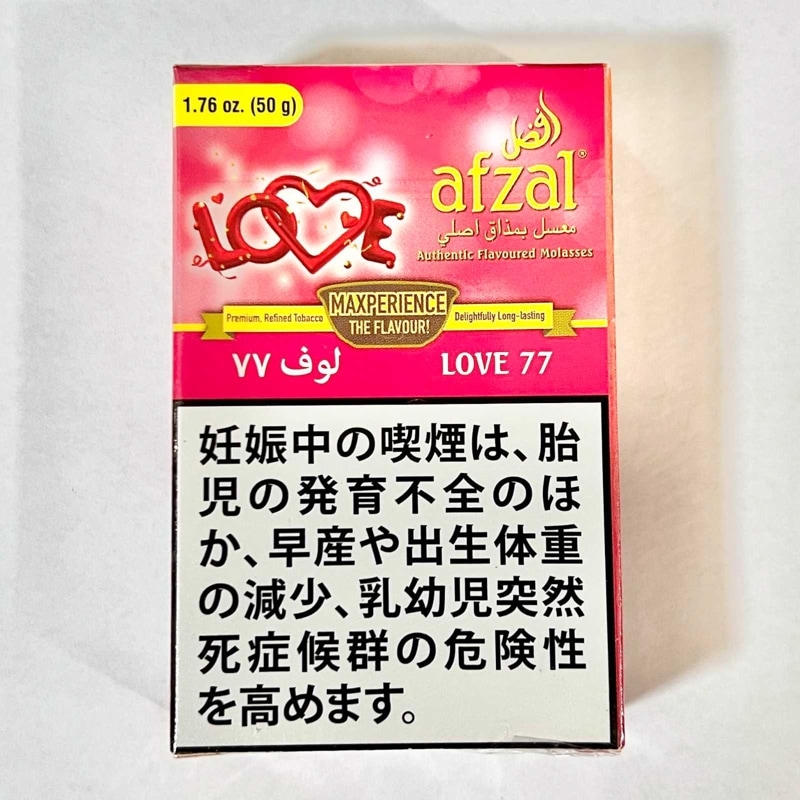 1.76 oz. (50 g)
افضل
afzal®
معسل بمذاق اصلي
Authentic Flavoured Molasses
LOVE
MAXPERIENCE
THE FLAVOUR!
Premium, Refined Tobacco
Delightfully Long-lasting
لوف ٧٧
LOVE 77
妊娠中の喫煙は、胎
児の発育不全のほ
か、早産や出生体重
の減少、乳幼児突然
死症候群の危険性
を高めます。